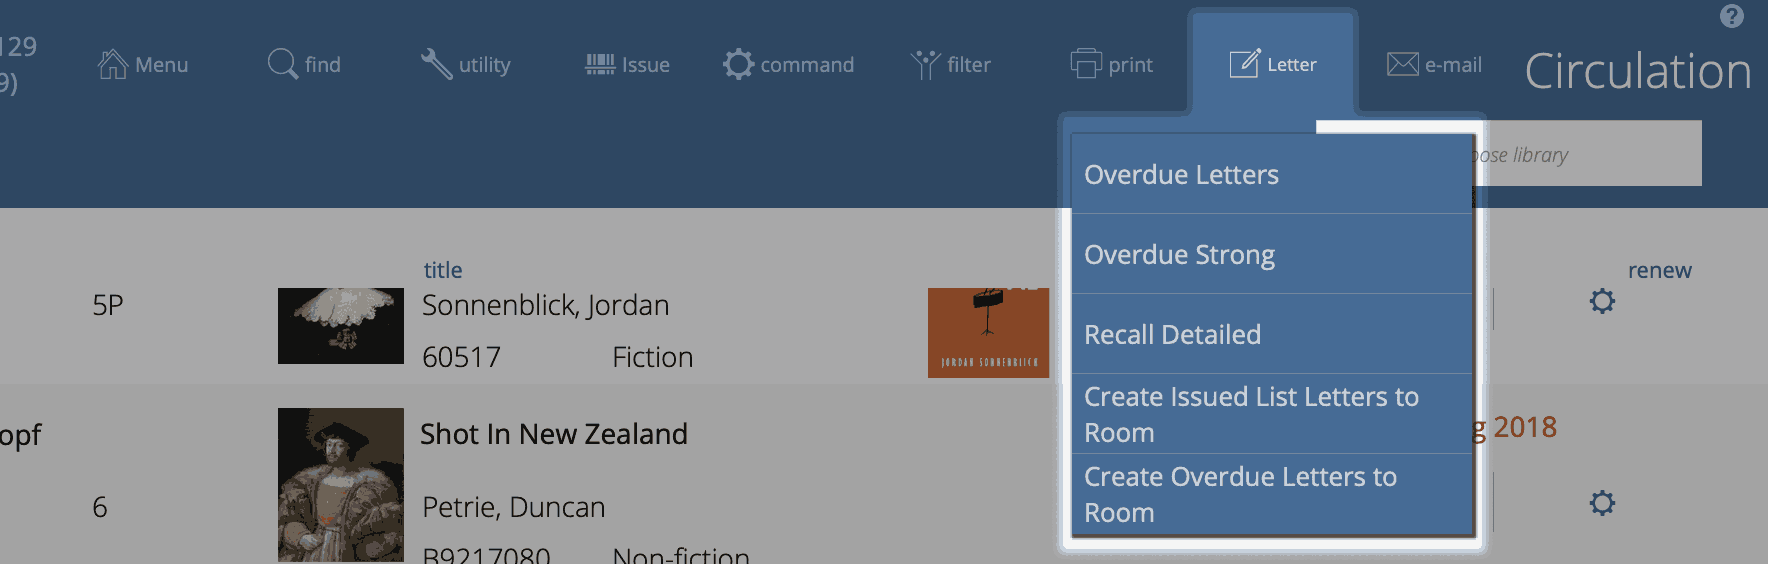 129
9)
Menu
find
utility
Issue
command
filter
print
Letter
e-mail
?
Circulation
Overdue Letters
Overdue Strong
Recall Detailed
Create Issued List Letters to
Room
Create Overdue Letters to
Room
oose library
title
renew
5P
Sonnenblick, Jordan
60517 Fiction
JORDAN SONNENBLICK
opf
Shot In New Zealand
g 2018
6
Petrie, Duncan
B9217080 Non-fiction